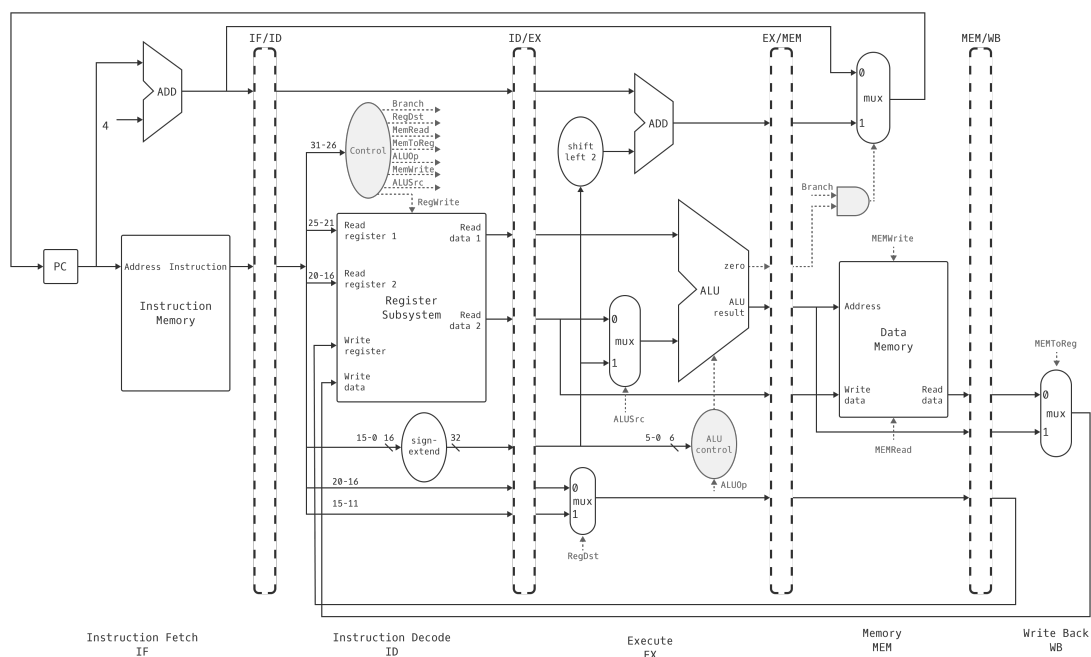 IF/ID
ID/EX
EX/MEM
MEM/WB
ADD
4
PC
Address Instruction
Instruction
Memory
Control
Branch
RegDst
MemRead
MemToReg
ALUOp
MemWrite
ALUSrc
RegWrite
31-26
25-21
20-16
Read
register 1
Read
register 2
Write
register
Write
data
Register
Subsystem
Read
data 1
Read
data 2
15-0 16
sign-
extend
32
20-16
15-11
shift
left 2
ADD
0
mux
1
ALUSrc
ALU
zero
ALU
result
5-0 6
ALU
control
ALUOp
0
mux
1
RegDst
0
mux
1
Branch
MEMWrite
Address
Data
Memory
Write
data
Read
data
MEMRead
MEMToReg
0
mux
1
Instruction Fetch
IF
Instruction Decode
ID
Execute
EX
Memory
MEM
Write Back
WB